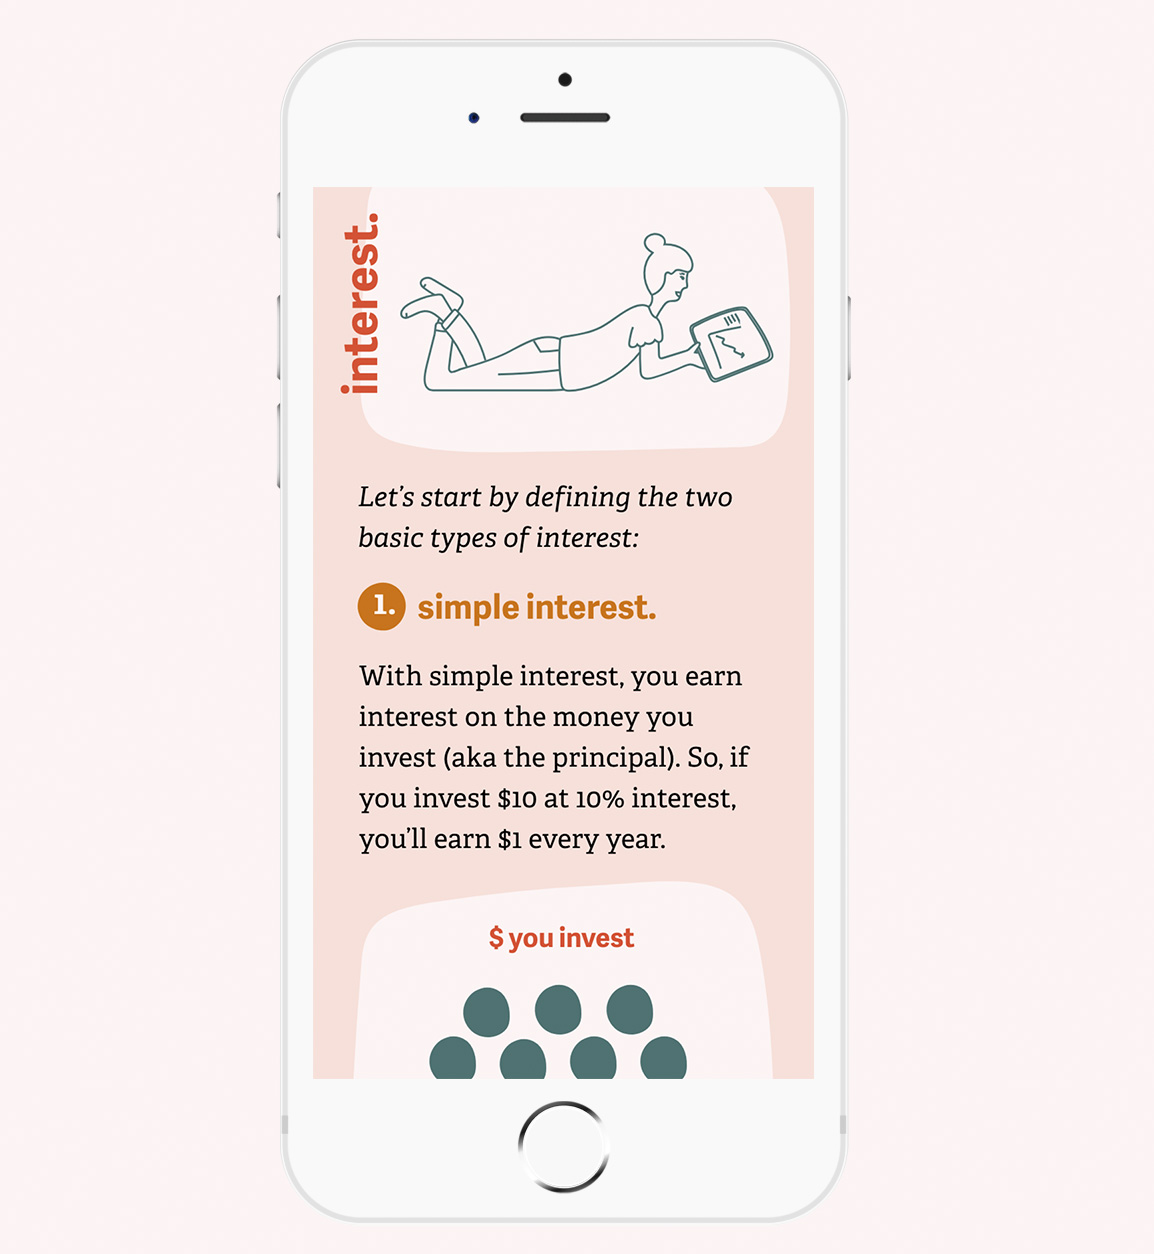 interest.
Let’s start by defining the two
basic types of interest:
1. simple interest.
With simple interest, you earn
interest on the money you
invest (aka the principal). So, if
you invest $10 at 10% interest,
you’ll earn $1 every year.
$ you invest